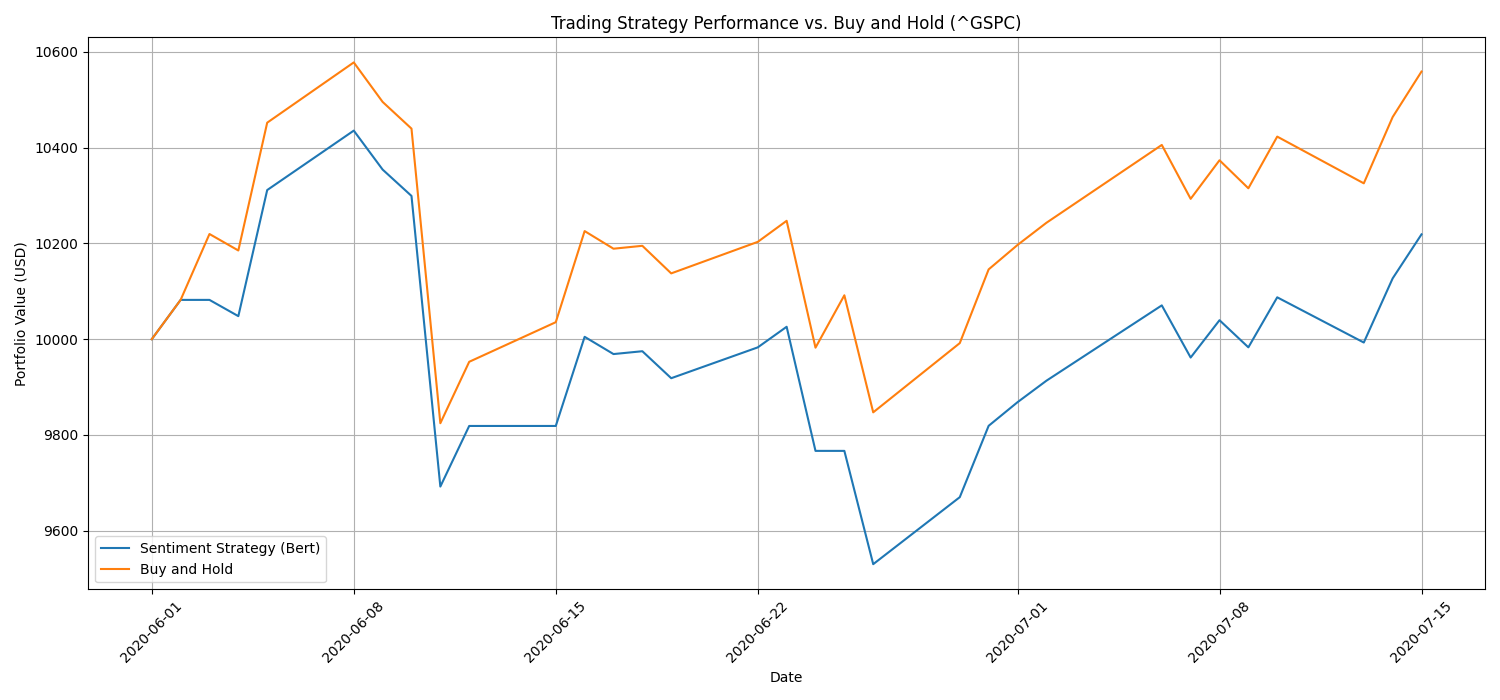 Trading Strategy Performance vs. Buy and Hold (^GSPC)
Portfolio Value (USD)
10600
10400
10200
10000
9800
9600
Sentiment Strategy (Bert)
Buy and Hold
2020-06-01
2020-06-08
2020-06-15
2020-06-22
2020-07-01
2020-07-08
2020-07-15
Date